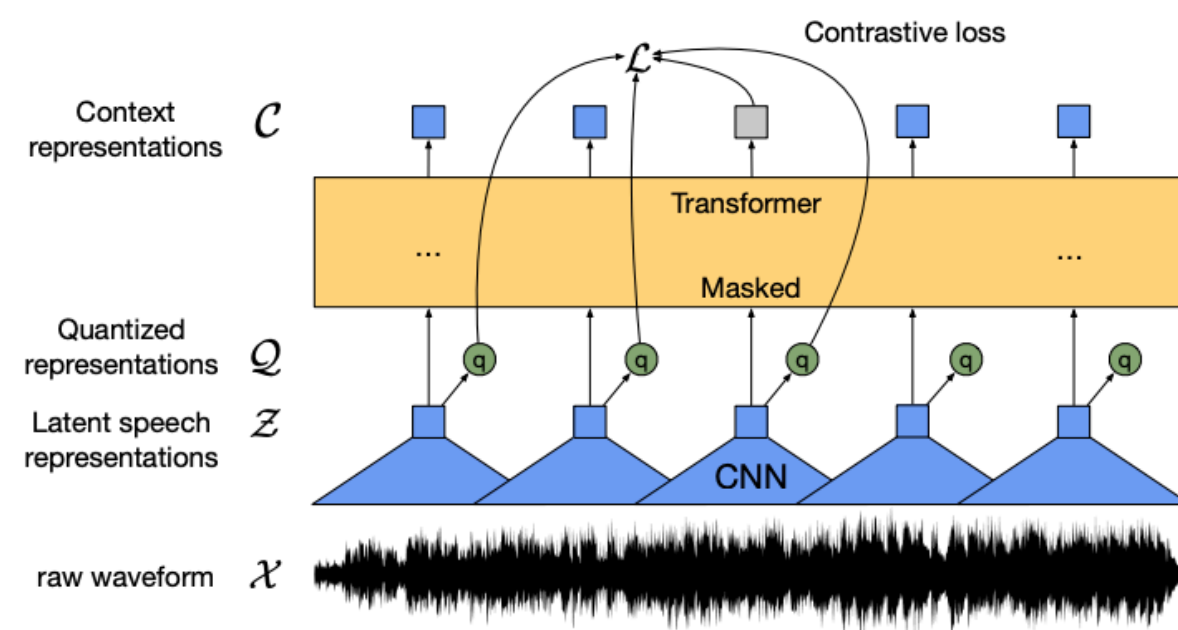 Contrastive loss
ℒ
Context
representations
𝒞
Transformer
...
...
Masked
Quantized
representations
𝒬
q
q
q
q
q
Latent speech
representations
𝒵
CNN
raw waveform
𝒳